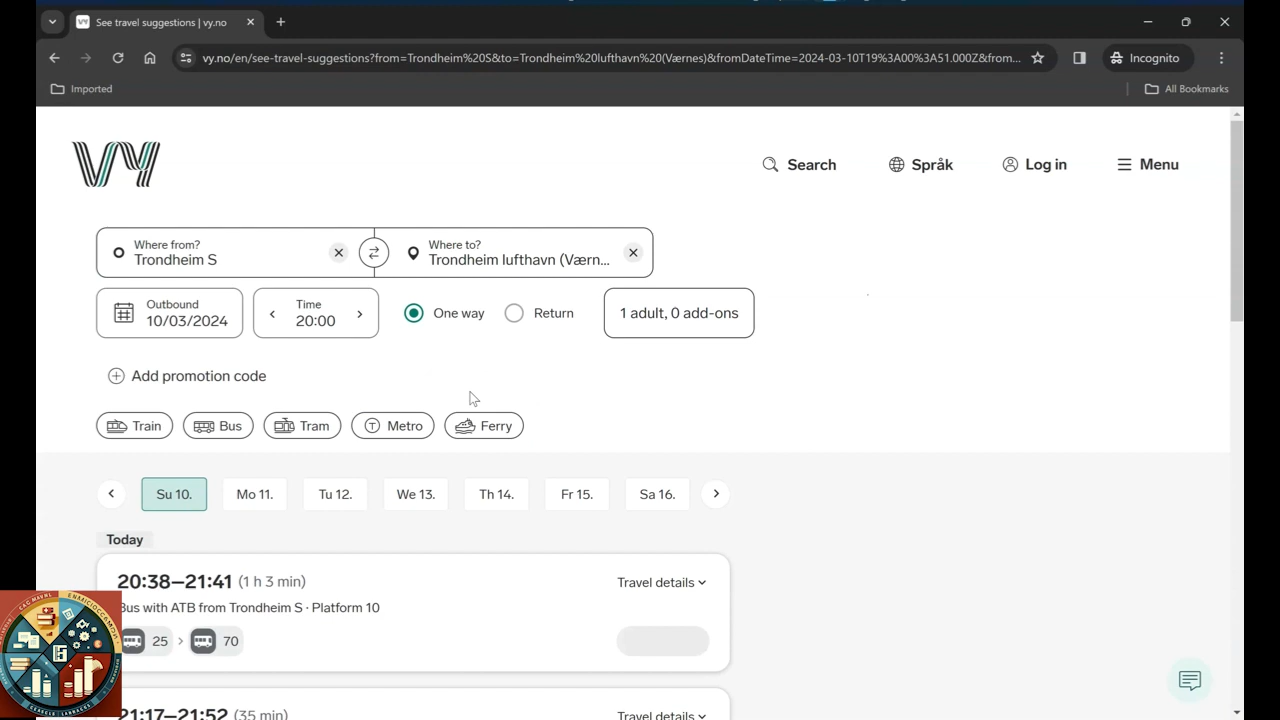 See travel suggestions | vy.no
vy.no/en/see-travel-suggestions?from=Trondheim%20S&to=Trondheim%20lufthavn%20(Værnes)&fromDateTime=2024-03-10T19%3A00%3A51.000Z&from...
Incognito
Imported
All Bookmarks
VY
Search
Språk
Log in
Menu
Where from?
Trondheim S
Where to?
Trondheim lufthavn (Værn...
Outbound
10/03/2024
Time
20:00
One way
Return
1 adult, 0 add-ons
Add promotion code
Train
Bus
Tram
Metro
Ferry
Su 10.
Mo 11.
Tu 12.
We 13.
Th 14.
Fr 15.
Sa 16.
Today
20:38–21:41 (1 h 3 min)
Travel details
Bus with ATB from Trondheim S · Platform 10
25 > 70
21:17–21:52 (35 min)
Travel details